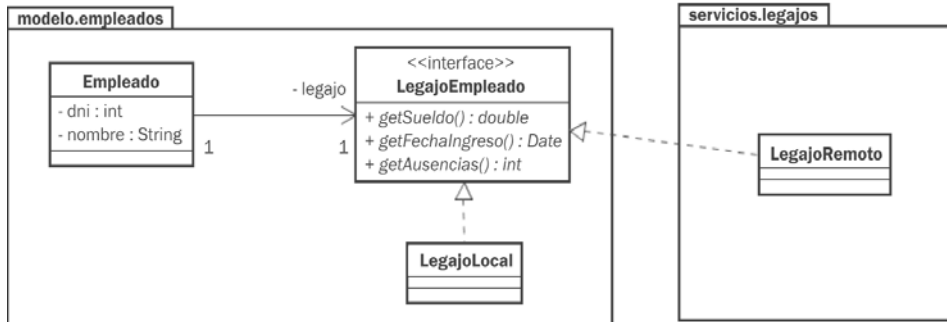 modelo.empleados
Empleado
- dni : int
- nombre : String
1
- legajo
1
<<interface>>
LegajoEmpleado
+ getSueldo() : double
+ getFechaIngreso() : Date
+ getAusencias() : int
LegajoLocal
servicios.legajos
LegajoRemoto